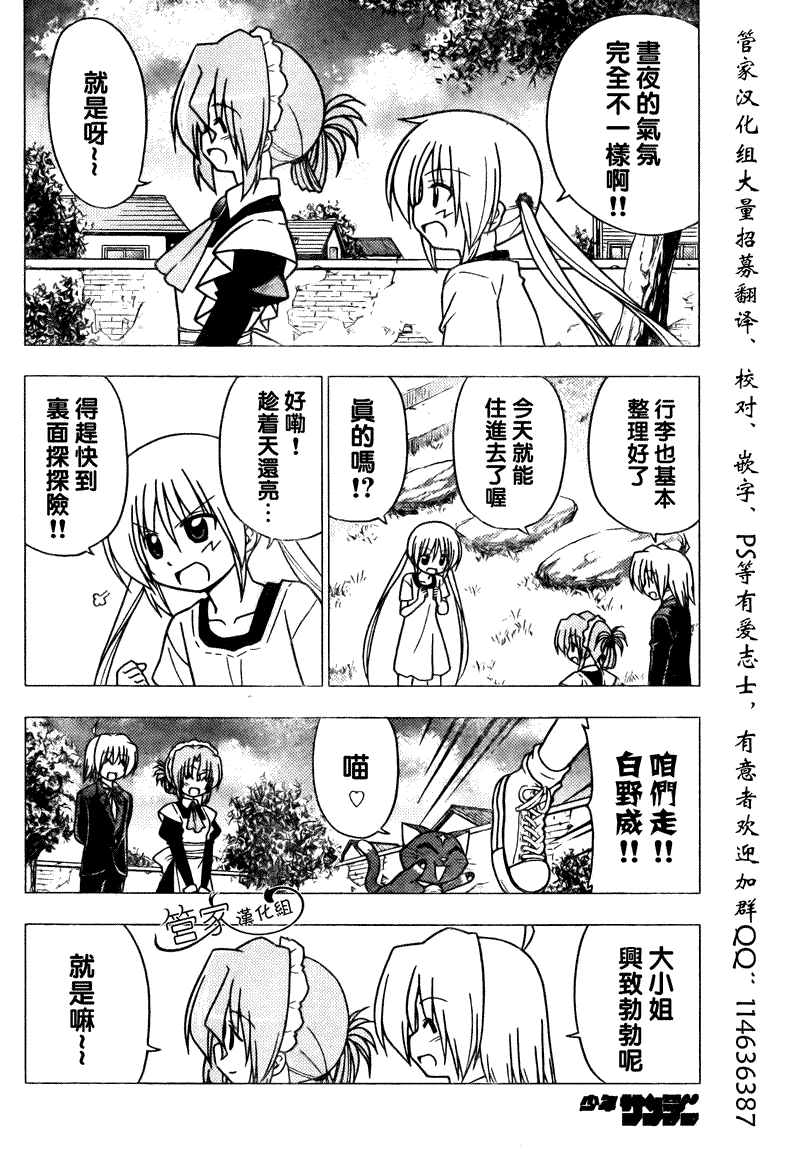 晝夜的氣氛
完全不一樣啊!!
就是呀~~
行李也基本
整理好了
今天就能
住進去了喔
真的嗎!?
好嘞!
趁着天還亮…
得趕快到
裏面探探險!!
咱們走!!
白野威!!
喵♡
大小姐
興致勃勃呢
就是嘛~~
管家漢化組
少年サンデー
管家汉化组大量招募翻译、校对、嵌字、PS等有爱志士，有意者欢迎加群QQ：114636387